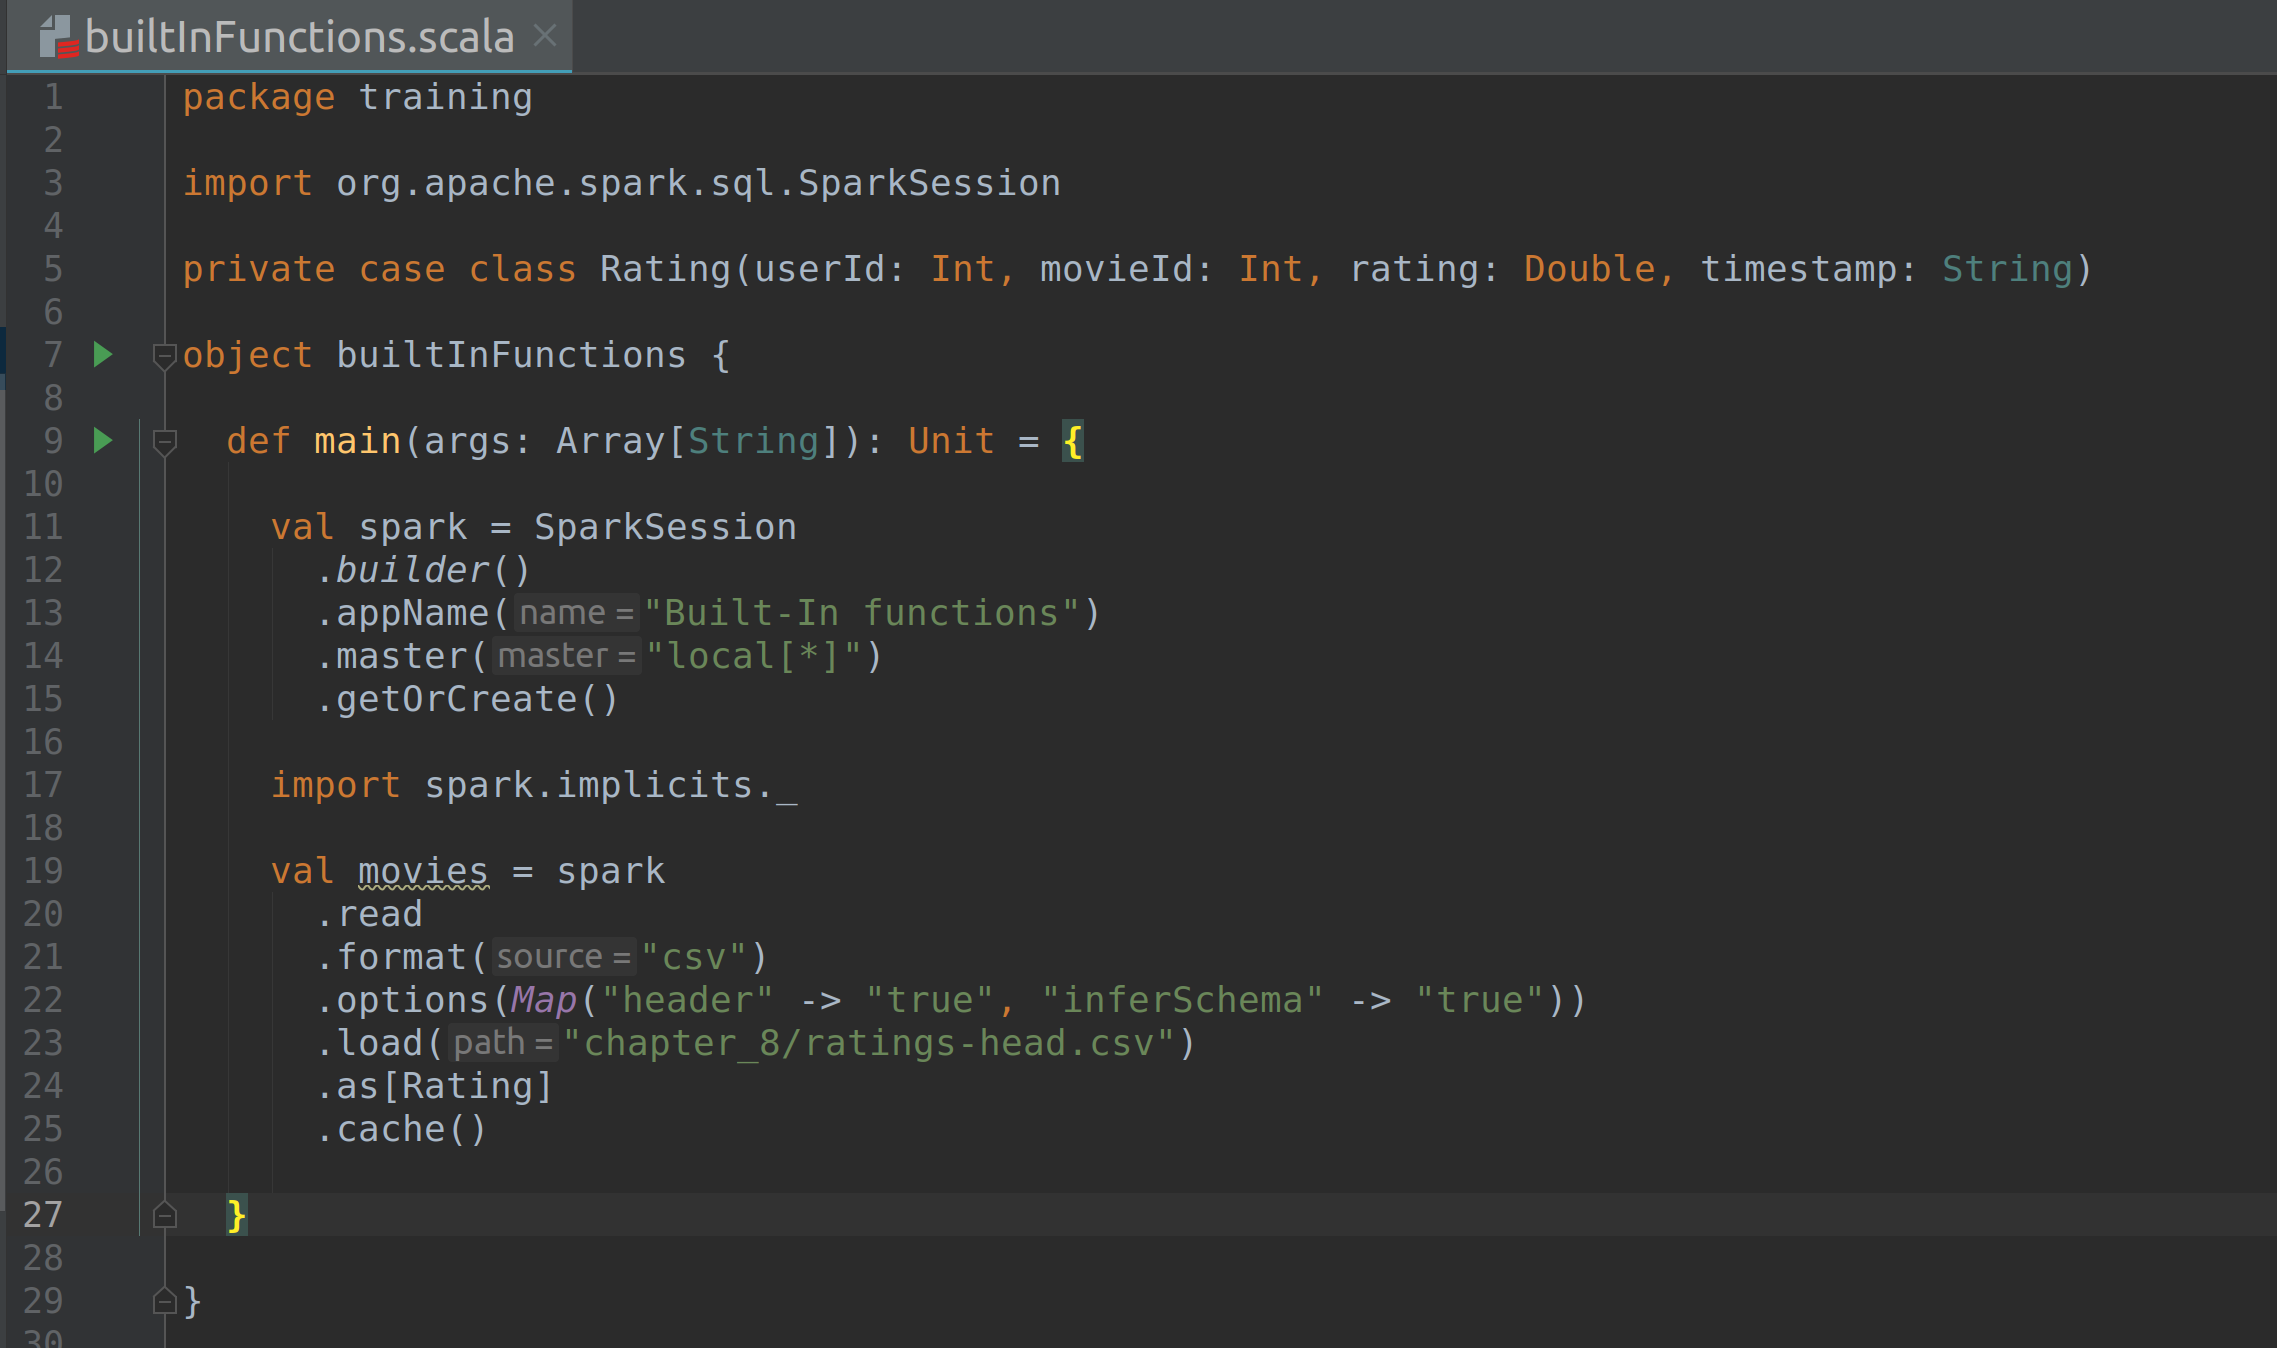 builtInFunctions.scala
1 package training
2
3 import org.apache.spark.sql.SparkSession
4
5 private case class Rating(userId: Int, movieId: Int, rating: Double, timestamp: String)
6
7 object builtInFunctions {
8
9 def main(args: Array[String]): Unit = {
10
11 val spark = SparkSession
12 .builder()
13 .appName( name = "Built-In functions")
14 .master( master = "local[*]")
15 .getOrCreate()
16
17 import spark.implicits._
18
19 val movies = spark
20 .read
21 .format( source = "csv")
22 .options(Map("header" -> "true", "inferSchema" -> "true"))
23 .load( path = "chapter_8/ratings-head.csv")
24 .as[Rating]
25 .cache()
26
27 }
28
29 }
30